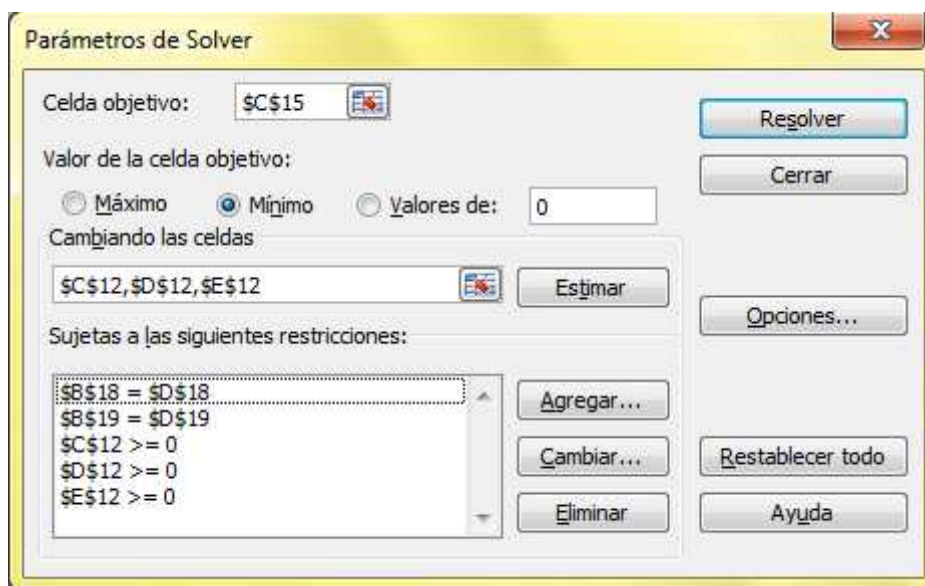 Parámetros de Solver
Celda objetivo: $C$15
Resolver
Valor de la celda objetivo:
Cerrar
Máximo Mínimo Valores de: 0
Cambiando las celdas
$C$12,$D$12,$E$12 Estimar
Opciones...
Sujetas a las siguientes restricciones:
$B$18 = $D$18
$B$19 = $D$19
$C$12 >= 0
$D$12 >= 0
$E$12 >= 0
Agregar...
Cambiar...
Restablecer todo
Eliminar
Ayuda